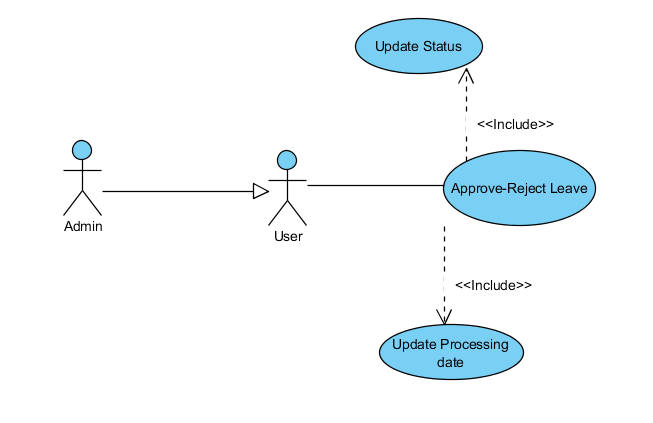 Update Status
<<Include>>
Approve-Reject Leave
Admin
User
<<Include>>
Update Processing
date